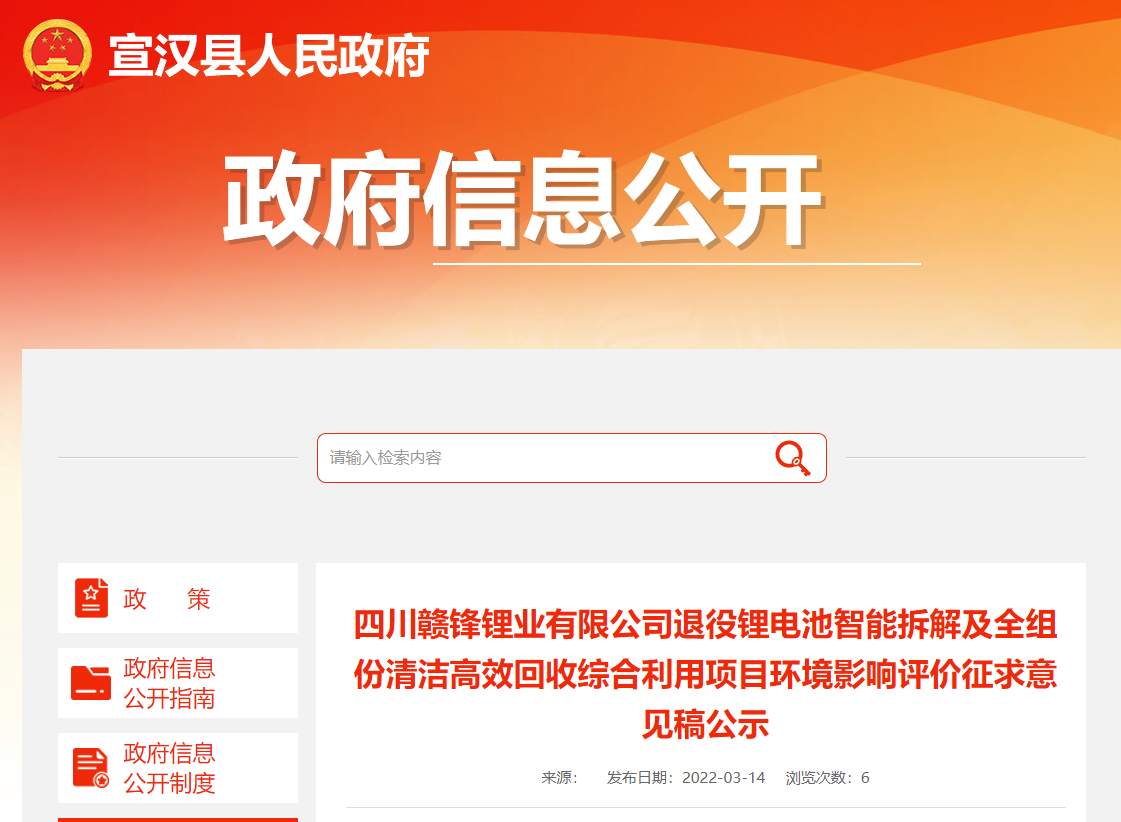 宣汉县人民政府
政府信息公开
请输入检索内容
政 策
政府信息
公开指南
政府信息
公开制度
四川赣锋锂业有限公司退役锂电池智能拆解及全组
份清洁高效回收综合利用项目环境影响评价征求意
见稿公示
来源： 发布日期：2022-03-14 浏览次数：6